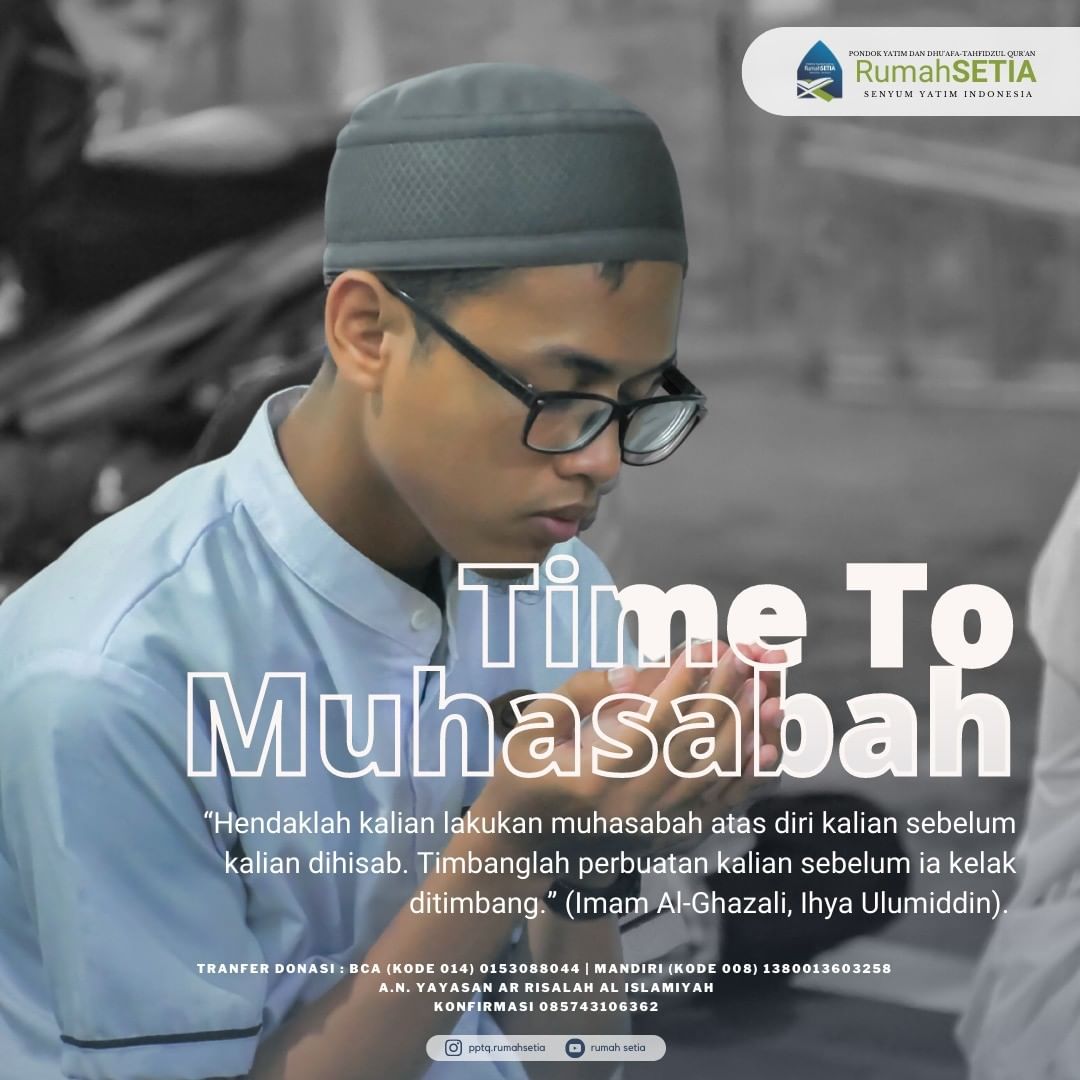 PONDOK YATIM DAN DHU'AFA-TAHFIDZUL QUR'AN
RumahSETIA
SENYUM YATIM INDONESIA
Time To
Muhasabah
“Hendaklah kalian lakukan muhasabah atas diri kalian sebelum
kalian dihisab. Timbanglah perbuatan kalian sebelum ia kelak
ditimbang.” (Imam Al-Ghazali, Ihya Ulumiddin).
TRANFER DONASI : BCA (KODE 014) 0153088044 | MANDIRI (KODE 008) 1380013603258
A.N. YAYASAN AR RISALAH AL ISLAMIYAH
KONFIRMASI 085743106362
pptq.rumahsetia rumah setia